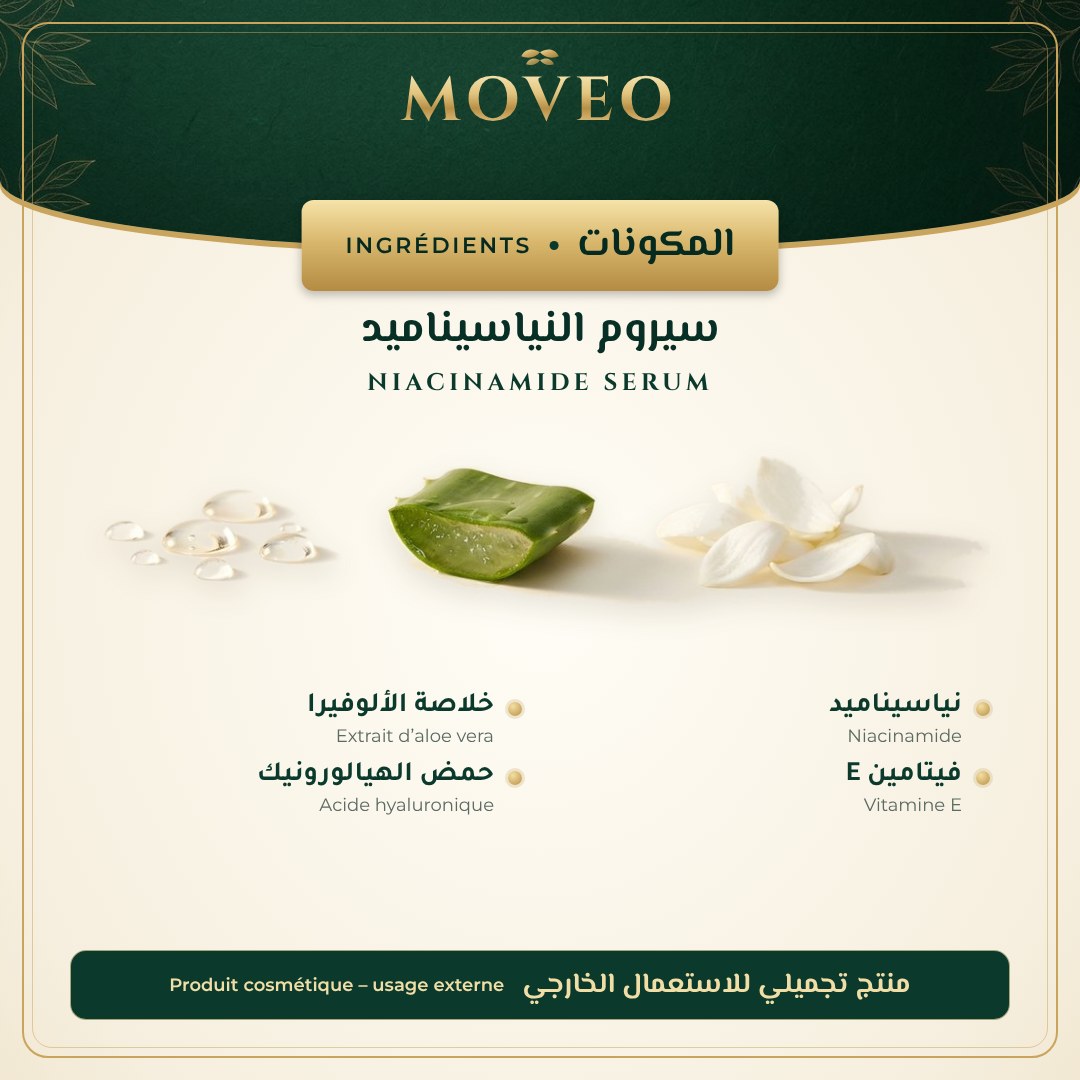 MOVEO
المكونات • INGRÉDIENTS
سيروم النياسيناميد
NIACINAMIDE SERUM
نياسيناميد
Niacinamide
فيتامين E
Vitamine E
خلاصة الألوفيرا
Extrait d’aloe vera
حمض الهيالورونيك
Acide hyaluronique
منتج تجميلي للاستعمال الخارجي Produit cosmétique – usage externe